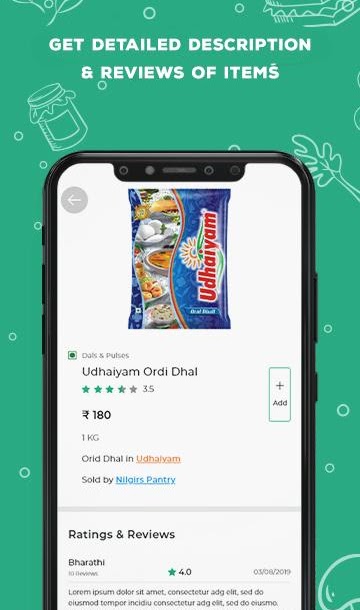 GET DETAILED DESCRIPTION
& REVIEWS OF ITEMS
Udhaiyam
Orid Dhall
Dals & Pulses
Udhaiyam Ordi Dhal
3.5
+
Add
₹ 180
1 KG
Orid Dhal in Udhaiyam
Sold by Nilgirs Pantry
Ratings & Reviews
Bharathi
10 Reviews
4.0
03/08/2019
Lorem ipsum dolor sit amet, consectetur adg elit, sed do
eiusmod tempor incidiu consectetur adg elit, sed do eiusmo.